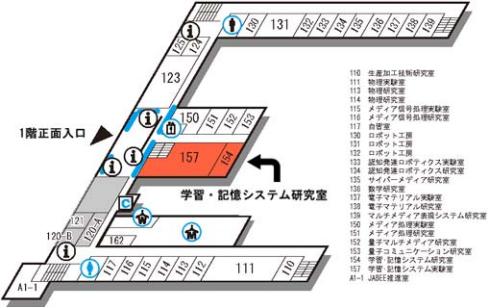 130
131
132
133
134
135
136
137
138
139
125
124
123
150
151
152
153
157
154
1階正面入口
学習・記憶システム研究室
C
121
120-A
120-B
162
A1-1
117
116
115
114
113
112
111
110
110 生産加工技術研究室
111 物理実験室
113 物理研究室
114 物理研究室
115 メディア信号処理実験室
116 メディア信号処理研究室
117 自習室
130 ロボット工房
131 ロボット工房
132 ロボット工房
133 認知発達ロボティクス実験室
134 認知発達ロボティクス研究室
135 サイバーメディア研究室
136 数学研究室
137 電子マテリアル実験室
138 電子マテリアル研究室
139 マルチメディア表現システム研究室
150 メディア処理実験室
151 メディア処理研究室
152 量子マルチメディア研究室
153 量子コミュニケーション研究室
154 学習・記憶システム研究室
157 学習・記憶システム実験室
A1-1 JABEE推進室